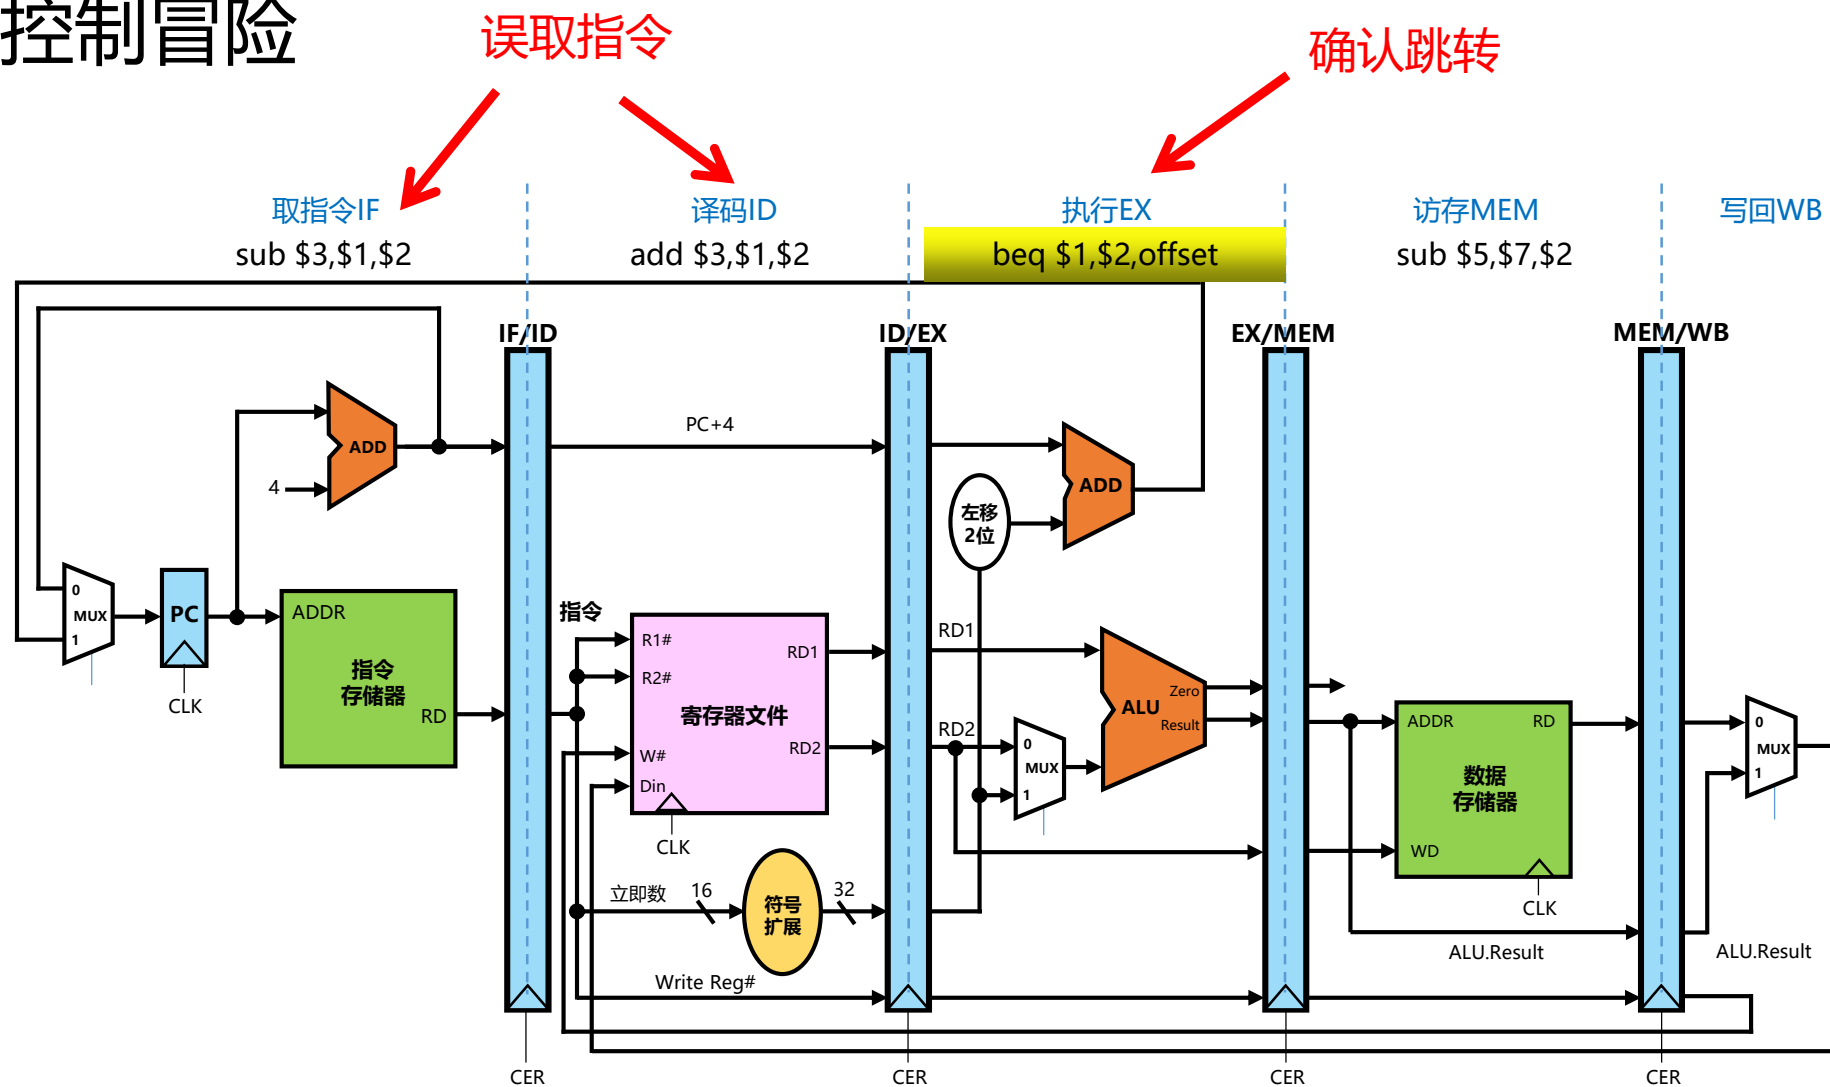 控制冒险
误取指令
确认跳转
取指令IF
译码ID
执行EX
访存MEM
写回WB
sub $3,$1,$2
add $3,$1,$2
beq $1,$2,offset
sub $5,$7,$2
IF/ID
ID/EX
EX/MEM
MEM/WB
PC+4
ADD
4
ADD
左移
2位
0
MUX
1
PC
CLK
ADDR
指令
存储器
RD
指令
R1#
R2#
W#
Din
RD1
RD2
寄存器文件
CLK
RD1
RD2
0
MUX
1
ALU
Zero
Result
ADDR
RD
数据
存储器
WD
CLK
0
MUX
1
立即数
16
符号
扩展
32
Write Reg#
ALU.Result
ALU.Result
CER
CER
CER
CER